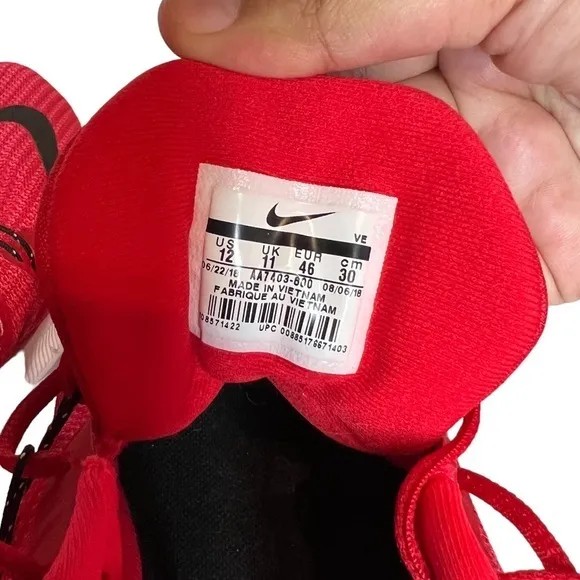 VE
US UK EUR cm
12 11 46 30
06/22/18 AA7403-600 08/06/18
MADE IN VIETNAM
FABRIQUE AU VIETNAM
UPC 00885179671403